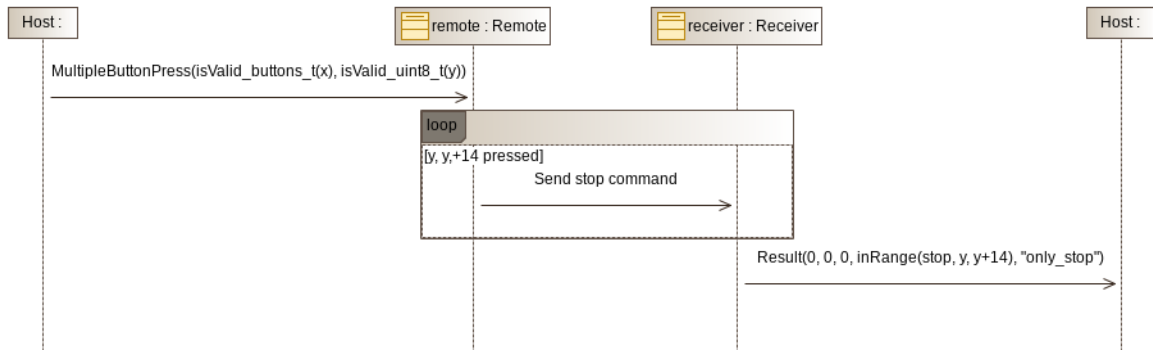 Host :
remote : Remote
receiver : Receiver
Host :
MultipleButtonPress(isValid_buttons_t(x), isValid_uint8_t(y))
loop
[y, y,+14 pressed]
Send stop command
Result(0, 0, 0, inRange(stop, y, y+14), "only_stop")